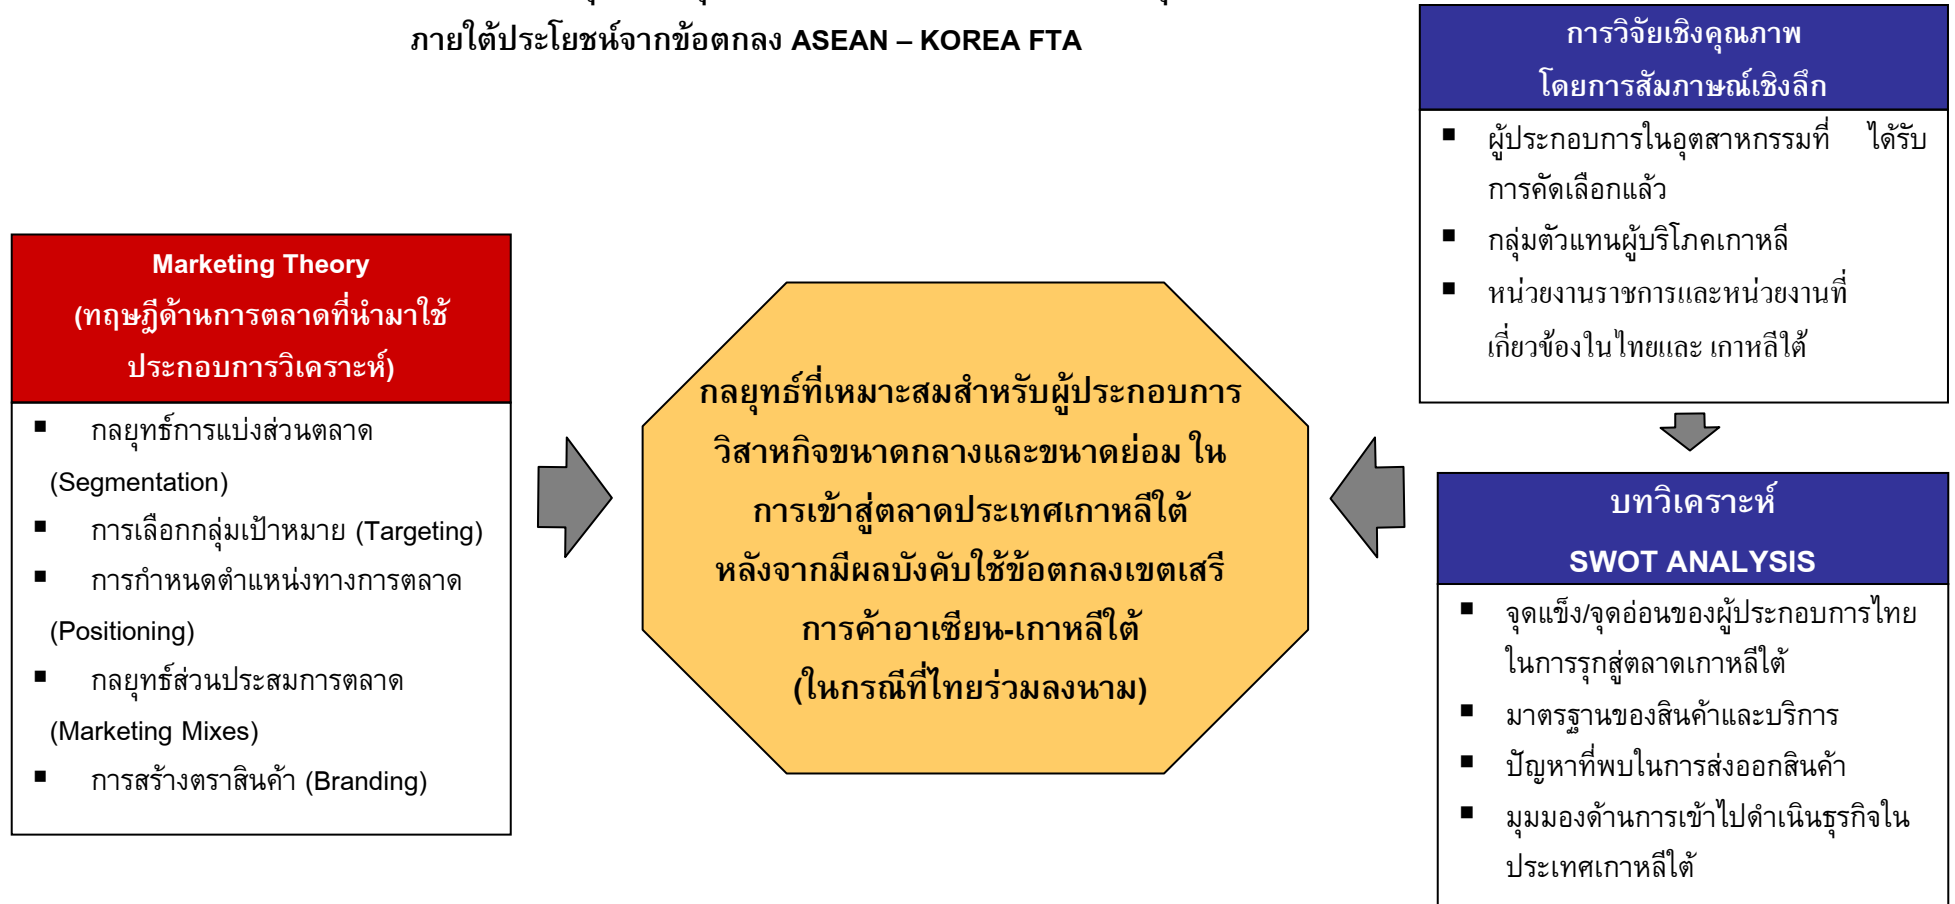 ภายใต้ประโยชน์จากข้อตกลง ASEAN – KOREA FTA
การวิจัยเชิงคุณภาพ
โดยการสัมภาษณ์เชิงลึก
▪ ผู้ประกอบการในอุตสาหกรรมที่ ได้รับ
การคัดเลือกแล้ว
▪ กลุ่มตัวแทนผู้บริโภคเกาหลี
▪ หน่วยงานราชการและหน่วยงานที่
เกี่ยวข้องในไทยและ เกาหลีใต้
Marketing Theory
(ทฤษฎีด้านการตลาดที่นำมาใช้
ประกอบการวิเคราะห์)
▪ กลยุทธ์การแบ่งส่วนตลาด
(Segmentation)
▪ การเลือกกลุ่มเป้าหมาย (Targeting)
▪ การกำหนดตำแหน่งทางการตลาด
(Positioning)
▪ กลยุทธ์ส่วนประสมการตลาด
(Marketing Mixes)
▪ การสร้างตราสินค้า (Branding)
กลยุทธ์ที่เหมาะสมสำหรับผู้ประกอบการ
วิสาหกิจขนาดกลางและขนาดย่อม ใน
การเข้าสู่ตลาดประเทศเกาหลีใต้
หลังจากมีผลบังคับใช้ข้อตกลงเขตเสรี
การค้าอาเซียน-เกาหลีใต้
(ในกรณีที่ไทยร่วมลงนาม)
บทวิเคราะห์
SWOT ANALYSIS
▪ จุดแข็ง/จุดอ่อนของผู้ประกอบการไทย
ในการรุกสู่ตลาดเกาหลีใต้
▪ มาตรฐานของสินค้าและบริการ
▪ ปัญหาที่พบในการส่งออกสินค้า
▪ มุมมองด้านการเข้าไปดำเนินธุรกิจใน
ประเทศเกาหลีใต้